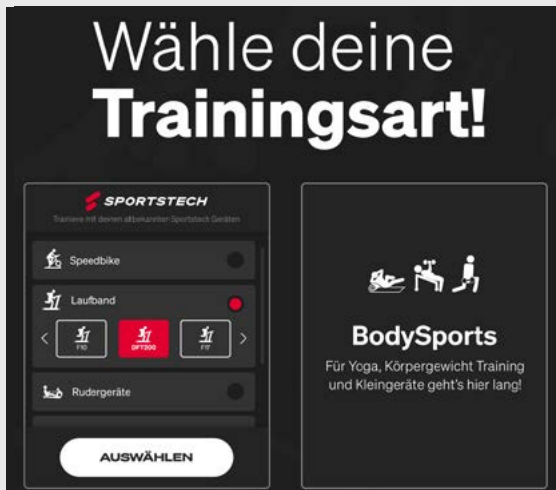 Wähle deine
Trainingsart!
SPORTSTECH
Trainiere mit deinen altbekannten Sportstech Geräten
Speedbike
Laufband
F10
DFT200
F17
Rudergeräte
AUSWÄHLEN
BodySports
Für Yoga, Körpergewicht Training
und Kleingeräte geht's hier lang!